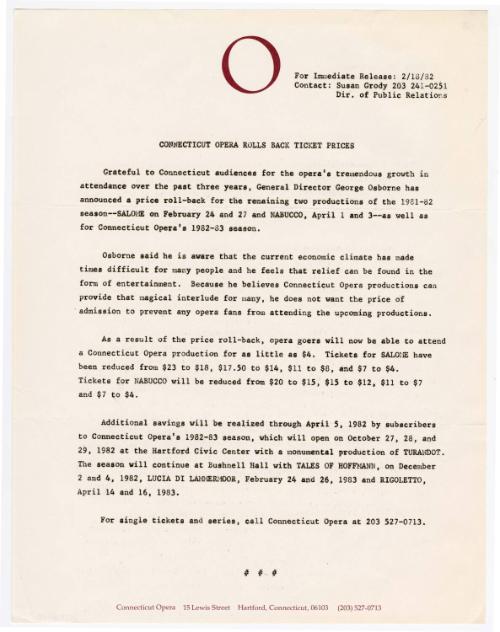 O
For Immediate Release: 2/18/82
Contact: Susan Grody 203 241-0251
Dir. of Public Relations
CONNECTICUT OPERA ROLLS BACK TICKET PRICES
Grateful to Connecticut audiences for the opera's tremendous growth in
attendance over the past three years, General Director George Osborne has
announced a price roll-back for the remaining two productions of the 1981-82
season--SALOME on February 24 and 27 and NABUCCO, April 1 and 3--as well as
for Connecticut Opera's 1982-83 season.
Osborne said he is aware that the current economic climate has made
times difficult for many people and he feels that relief can be found in the
form of entertainment. Because he believes Connecticut Opera productions can
provide that magical interlude for many, he does not want the price of
admission to prevent any opera fans from attending the upcoming productions.
As a result of the price roll-back, opera goers will now be able to attend
a Connecticut Opera production for as little as $4. Tickets for SALOME have
been reduced from $23 to $18, $17.50 to $14, $11 to $8, and $7 to $4.
Tickets for NABUCCO will be reduced from $20 to $15, $15 to $12, $11 to $7
and $7 to $4.
Additional savings will be realized through April 5, 1982 by subscribers
to Connecticut Opera's 1982-83 season, which will open on October 27, 28, and
29, 1982 at the Hartford Civic Center with a monumental production of TURANDOT.
The season will continue at Bushnell Hall with TALES OF HOFFMANN, on December
2 and 4, 1982, LUCIA DI LAMMERMOOR, February 24 and 26, 1983 and RIGOLETTO,
April 14 and 16, 1983.
For single tickets and series, call Connecticut Opera at 203 527-0713.
# # #
Connecticut Opera 15 Lewis Street Hartford, Connecticut, 06103 (203) 527-0713